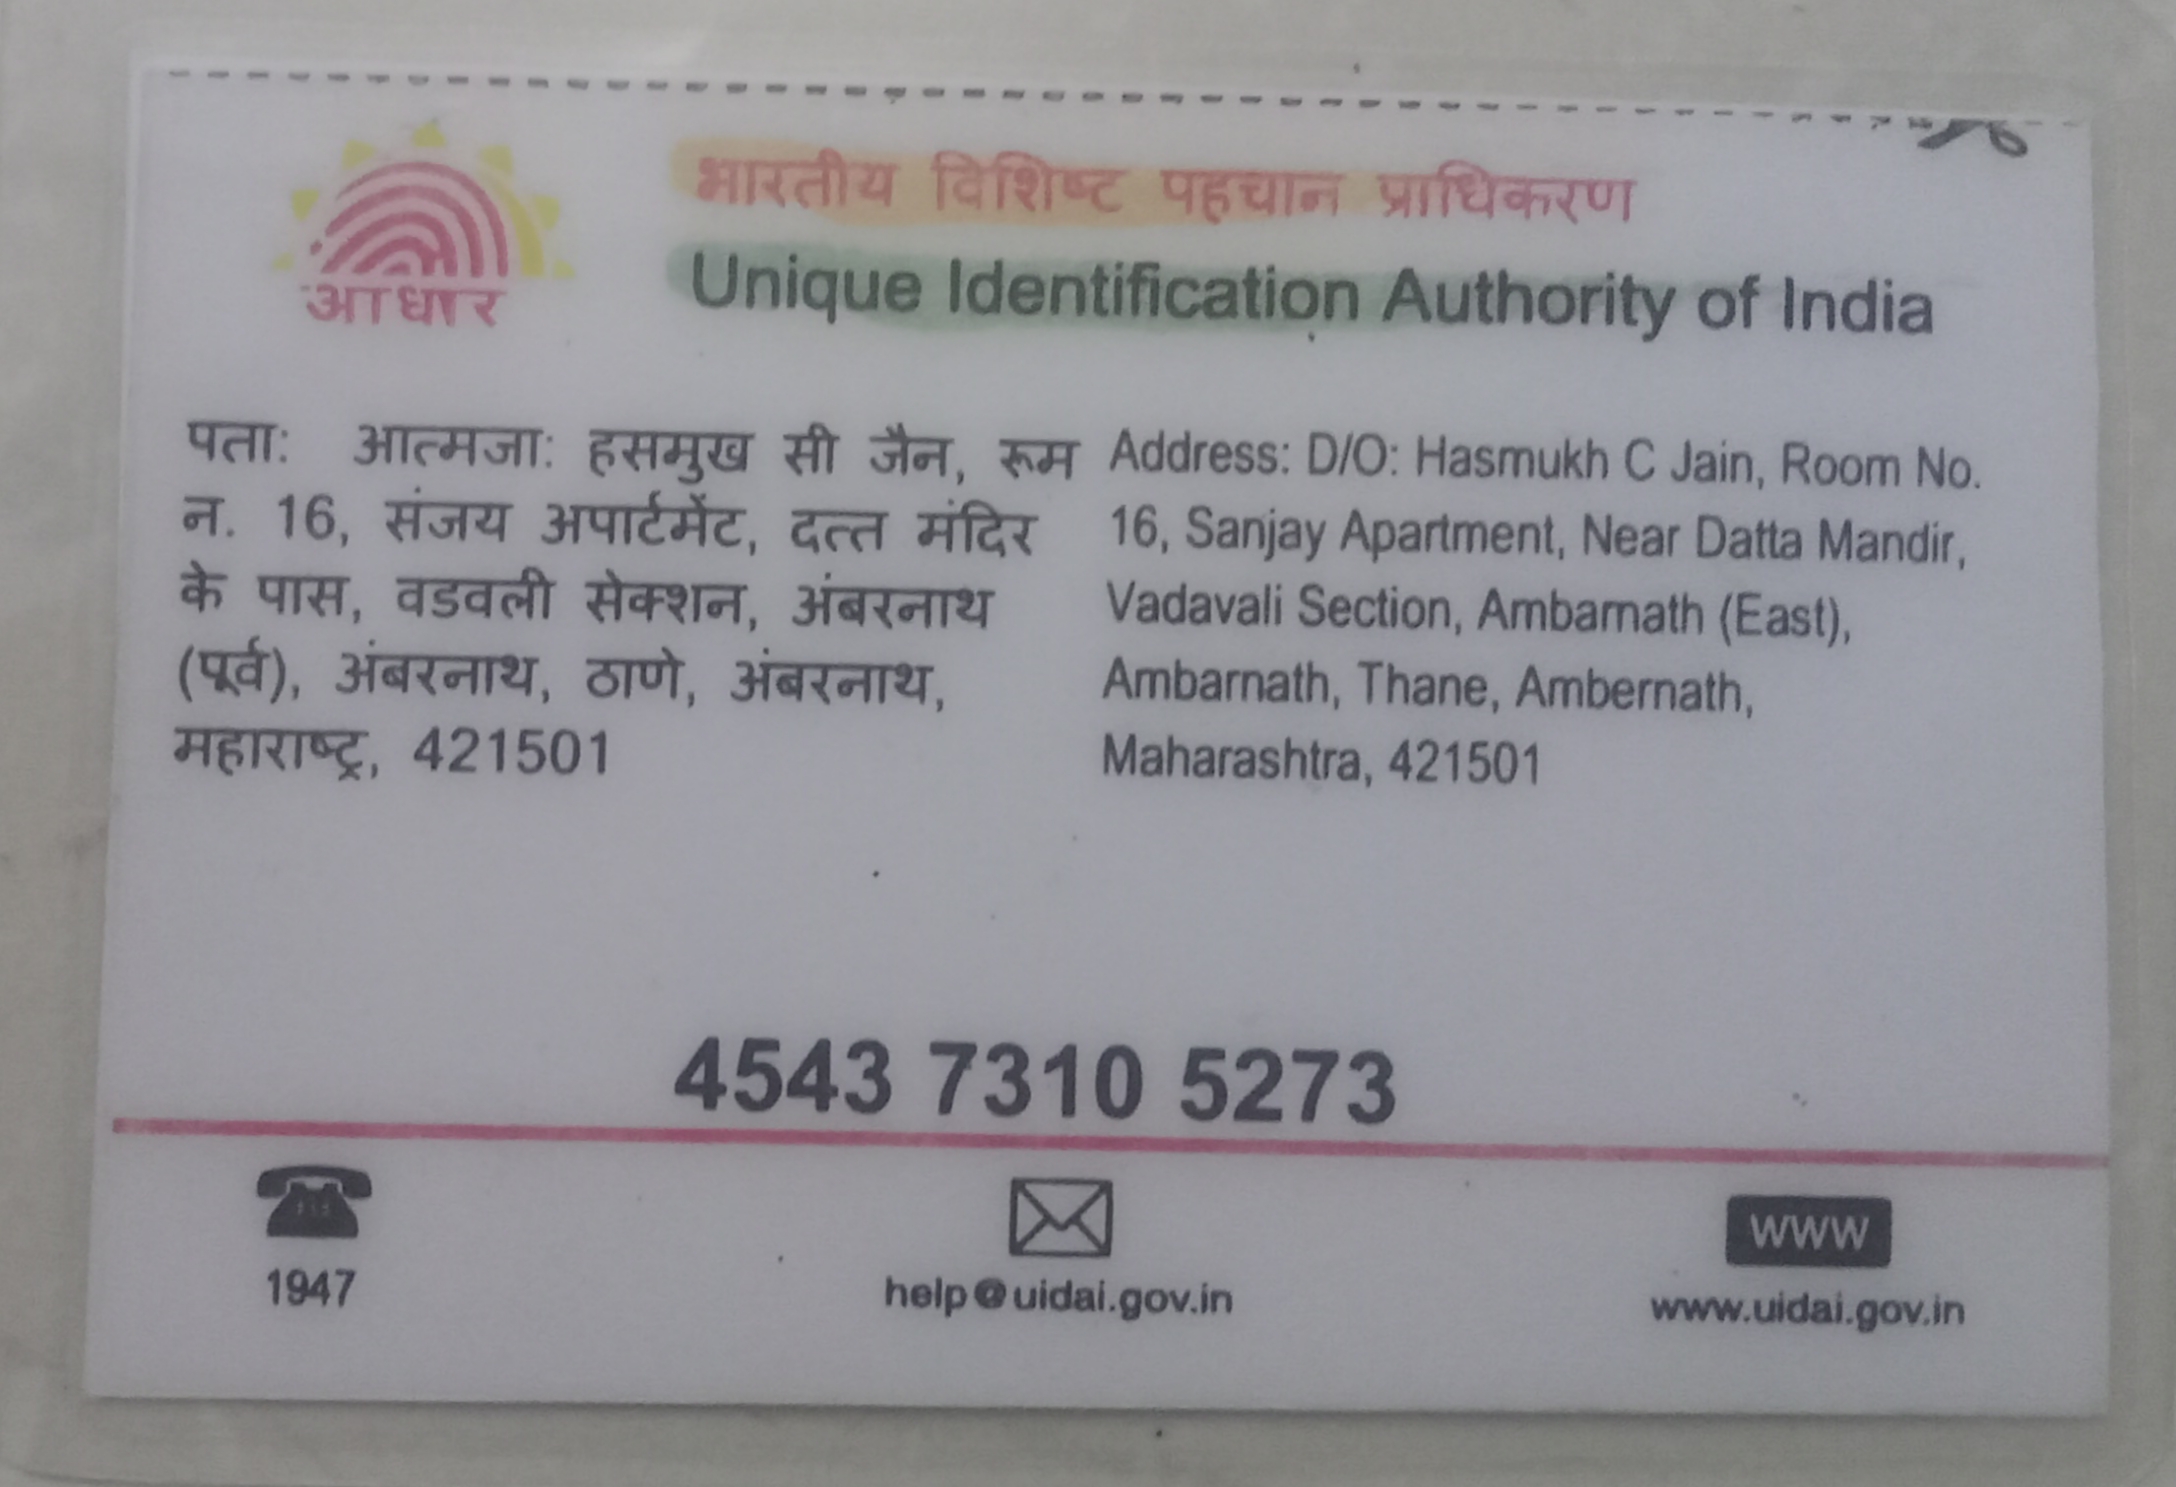 भारतीय विशिष्ट पहचान प्राधिकरण
Unique Identification Authority of India
आधार
पता: आत्मजा: हसमुख सी जैन, रूम
न. 16, संजय अपार्टमेंट, दत्त मंदिर
के पास, वडवली सेक्शन, अंबरनाथ
(पूर्व), अंबरनाथ, ठाणे, अंबरनाथ,
महाराष्ट्र, 421501
Address: D/O: Hasmukh C Jain, Room No.
16, Sanjay Apartment, Near Datta Mandir,
Vadavali Section, Ambarnath (East),
Ambarnath, Thane, Ambernath,
Maharashtra, 421501
4543 7310 5273
1947
help@uidai.gov.in
WWW
www.uidai.gov.in